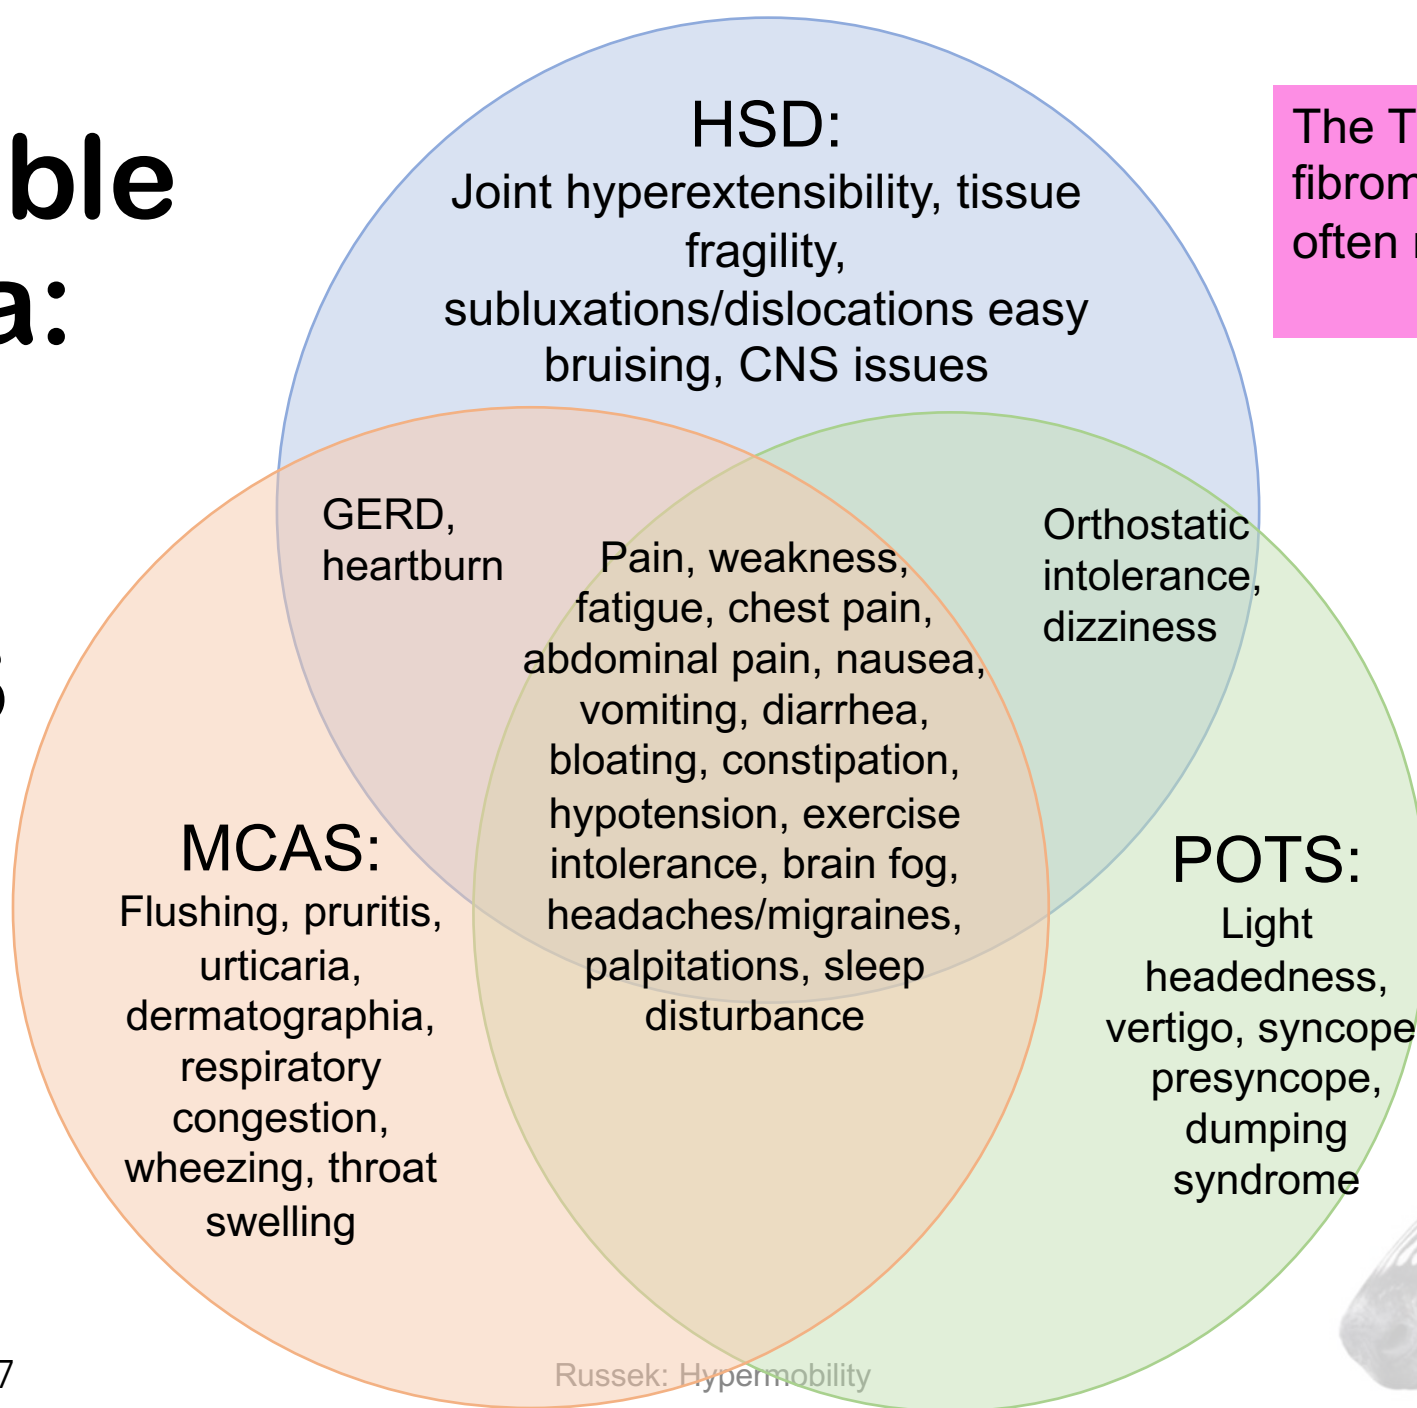 ble
a:
HSD:
Joint hyperextensibility, tissue
fragility,
subluxations/dislocations easy
bruising, CNS issues
The T
fibrom
often
GERD,
heartburn
Pain, weakness,
fatigue, chest pain,
abdominal pain, nausea,
vomiting, diarrhea,
bloating, constipation,
hypotension, exercise
intolerance, brain fog,
headaches/migraines,
palpitations, sleep
disturbance
Orthostatic
intolerance,
dizziness
MCAS:
Flushing, pruritis,
urticaria,
dermatographia,
respiratory
congestion,
wheezing, throat
swelling
POTS:
Light
headedness,
vertigo, syncope
presyncope,
dumping
syndrome
7
Russek: Hypermobility